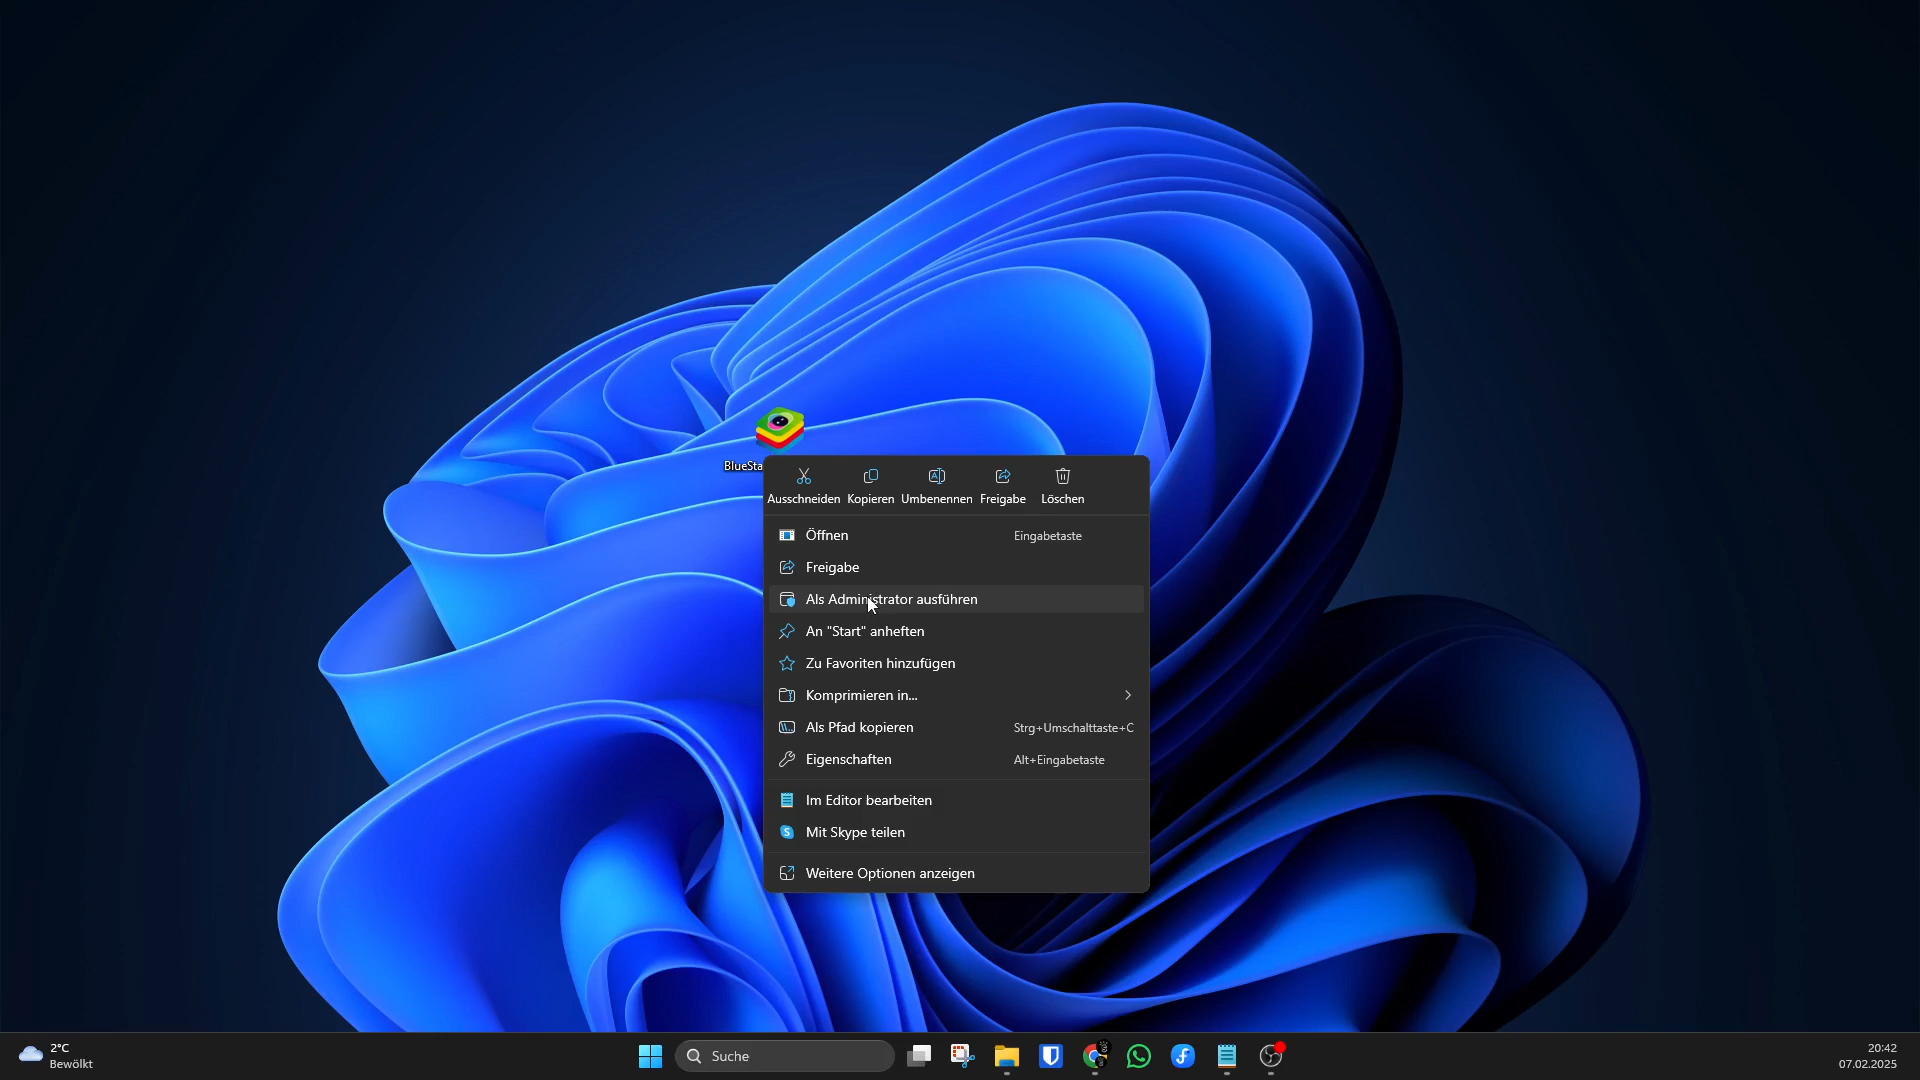 BlueSta
Ausschneiden Kopieren Umbenennen Freigabe Löschen
Öffnen Eingabetaste
Freigabe
Als Administrator ausführen
An "Start" anheften
Zu Favoriten hinzufügen
Komprimieren in...
Als Pfad kopieren Strg+Umschalttaste+C
Eigenschaften Alt+Eingabetaste
Im Editor bearbeiten
Mit Skype teilen
Weitere Optionen anzeigen
2°C
Bewölkt
Suche
20:42
07.02.2025